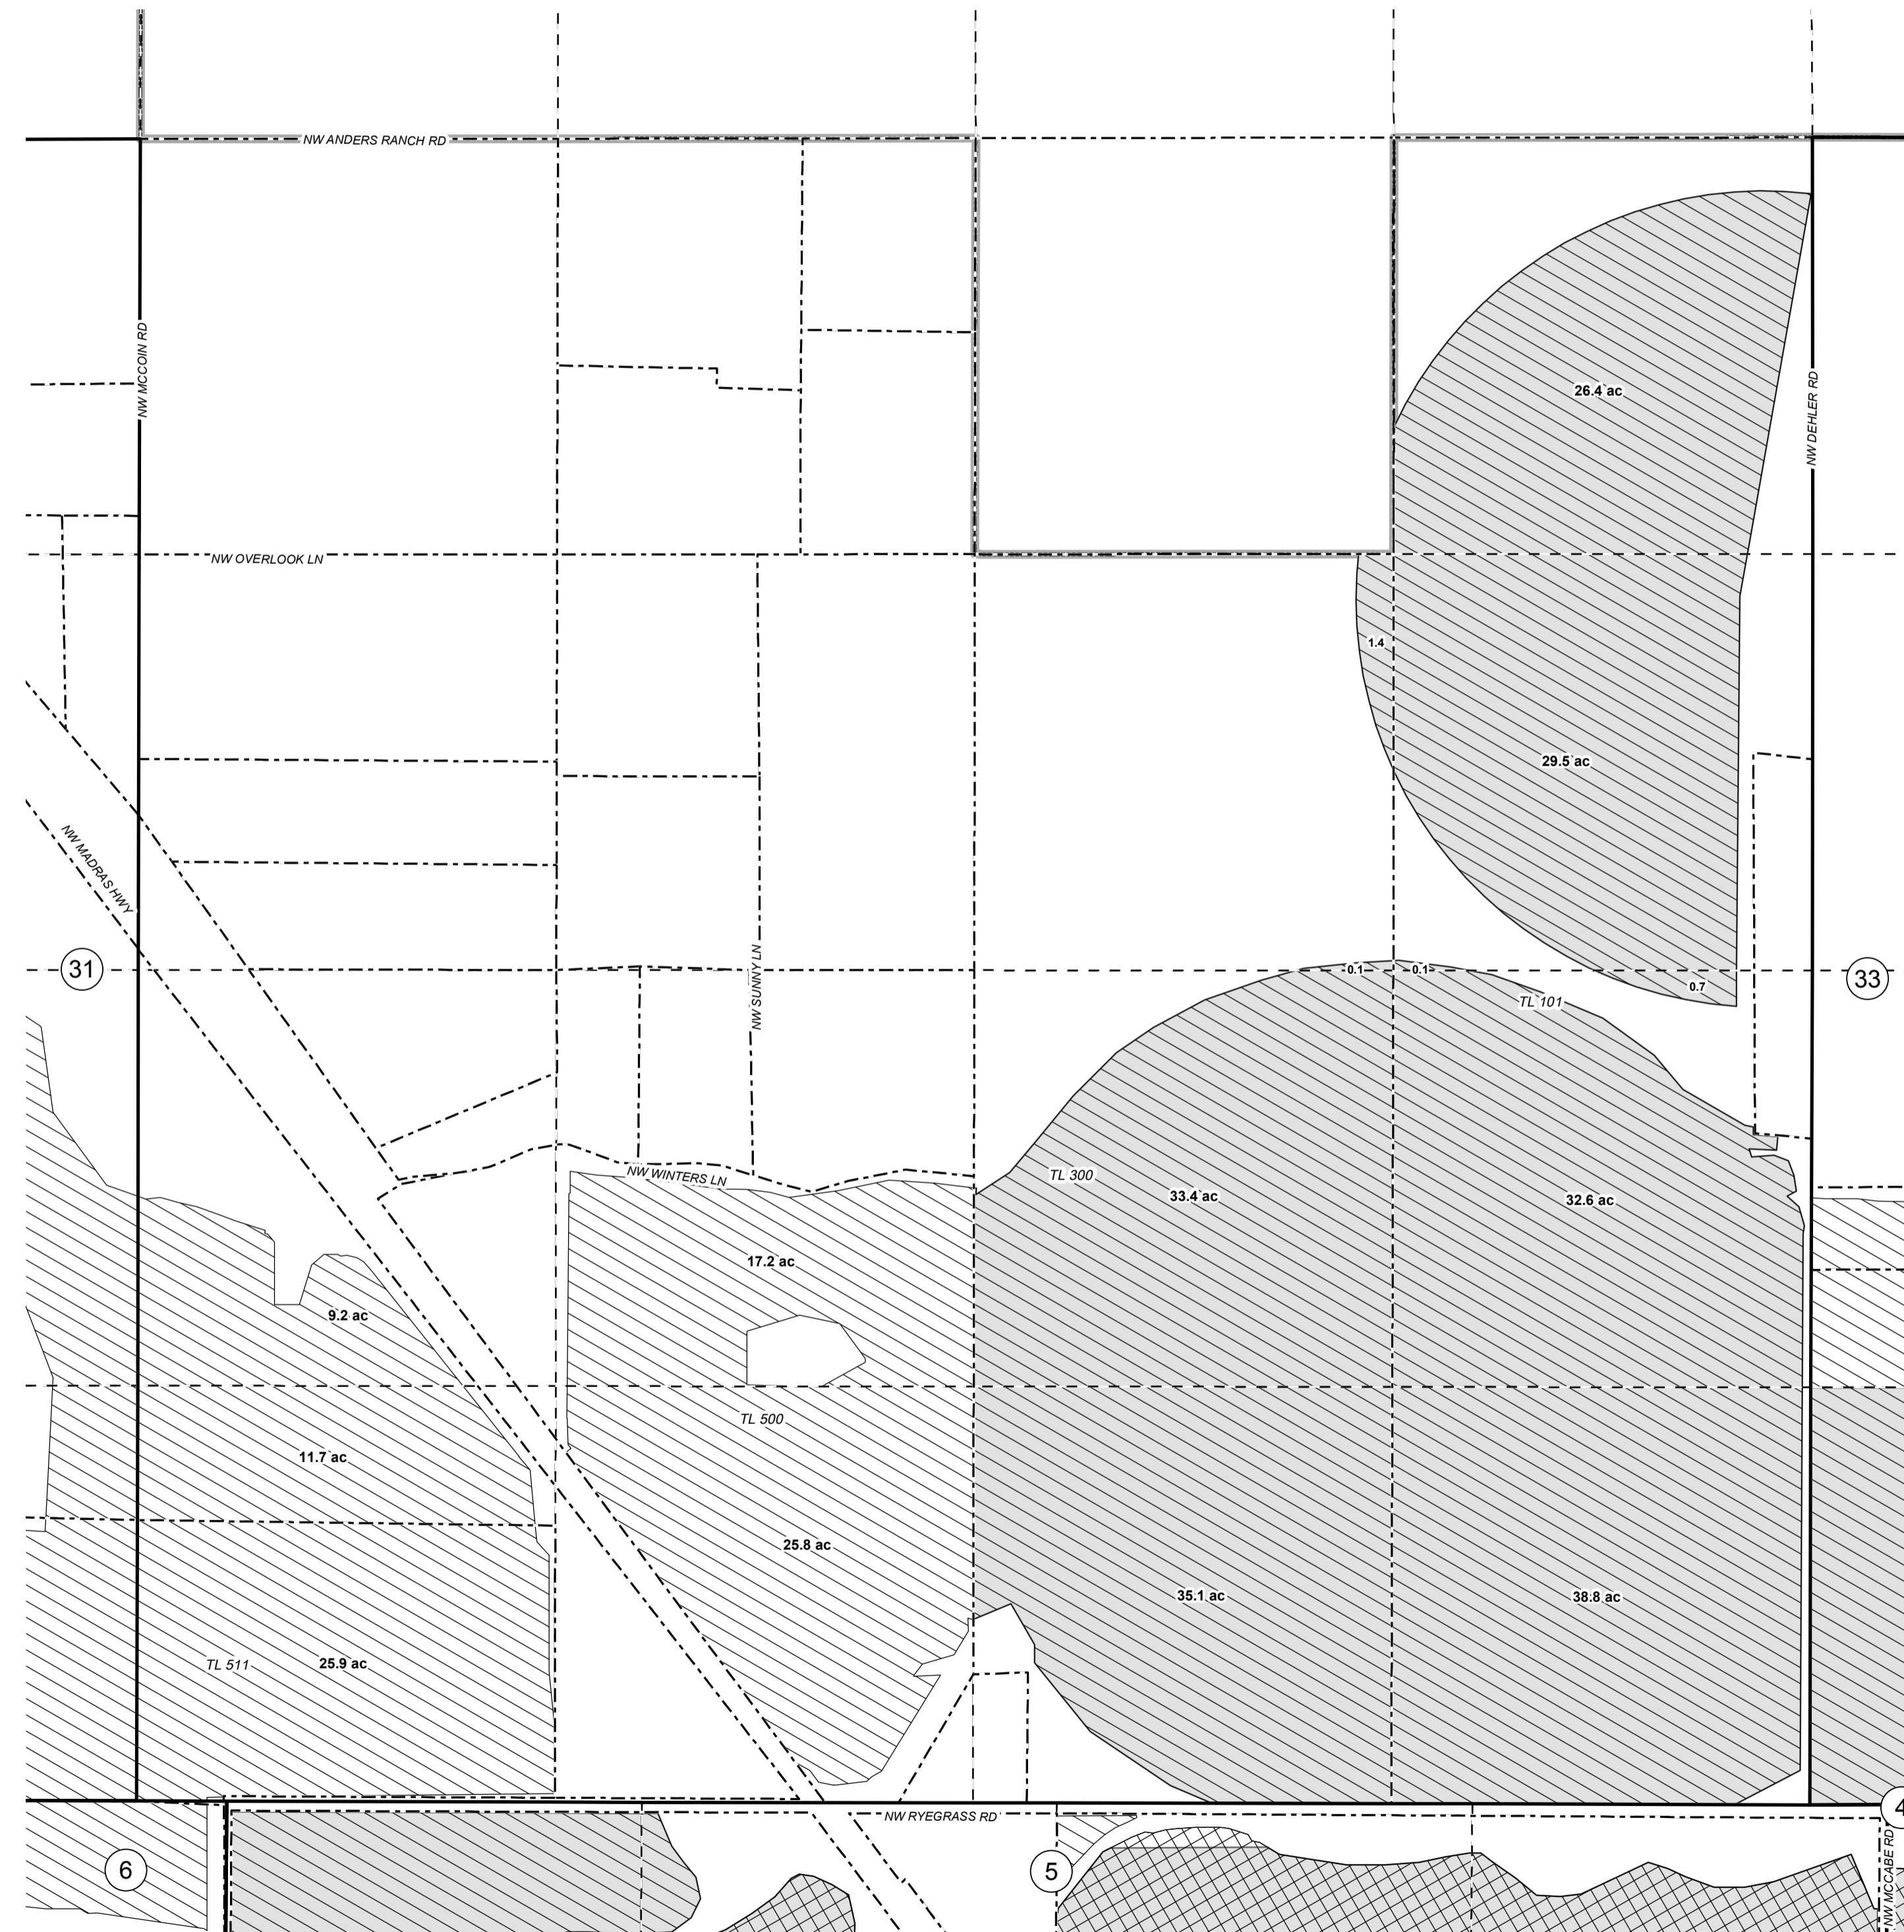 NW ANDERS RANCH RD
NW MCCOIN RD
NW DEHLER RD
26.4 ac
NW OVERLOOK LN
1.4
29.5 ac
NW MADRAS HWY
31
0.1
0.1
33
0.7
TL 101
NW SUNNY LN
NW WINTERS LN
TL 300
33.4 ac
32.6 ac
17.2 ac
9.2 ac
TL 500
11.7 ac
25.8 ac
35.1 ac
38.8 ac
TL 511
25.9 ac
NW RYEGRASS RD
4
6
5
NW MCCABE RD